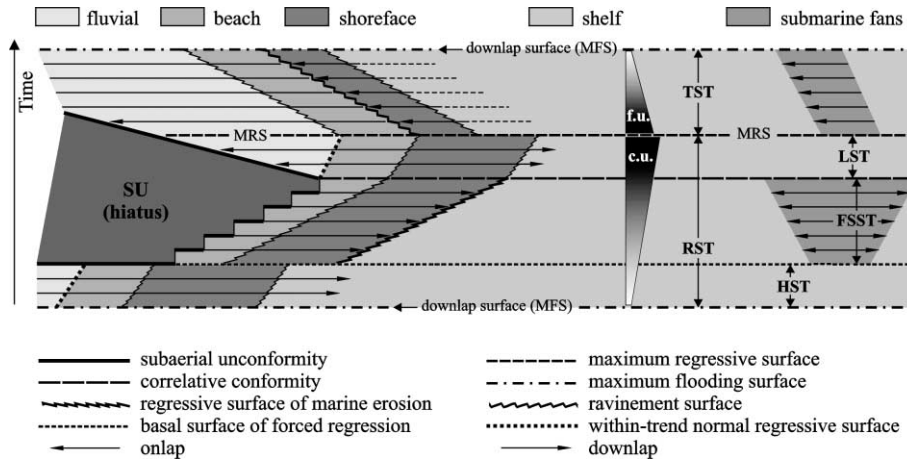 fluvial beach shoreface shelf submarine fans
Time
downlap surface (MFS)
TST
f.u.
MRS MRS
c.u.
LST
SU
(hiatus)
FSST
RST
HST
downlap surface (MFS)
subaerial unconformity
correlative conformity
regressive surface of marine erosion
basal surface of forced regression
onlap
maximum regressive surface
maximum flooding surface
ravinement surface
within-trend normal regressive surface
downlap